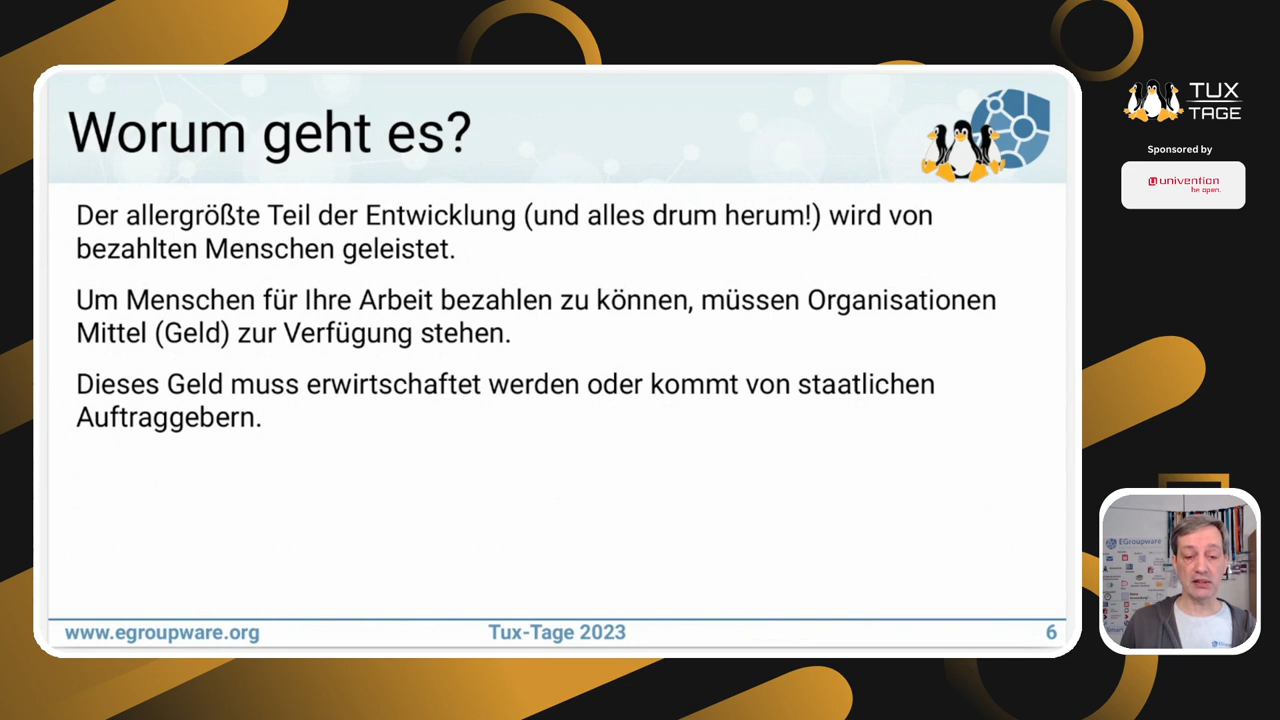 Worum geht es?
Der allergrößte Teil der Entwicklung (und alles drum herum!) wird von
bezahlten Menschen geleistet.
Um Menschen für Ihre Arbeit bezahlen zu können, müssen Organisationen
Mittel (Geld) zur Verfügung stehen.
Dieses Geld muss erwirtschaftet werden oder kommt von staatlichen
Auftraggebern.
www.egroupware.org
Tux-Tage 2023
6
TUX
TAGE
Sponsored by
univention
be open.
EGroupware